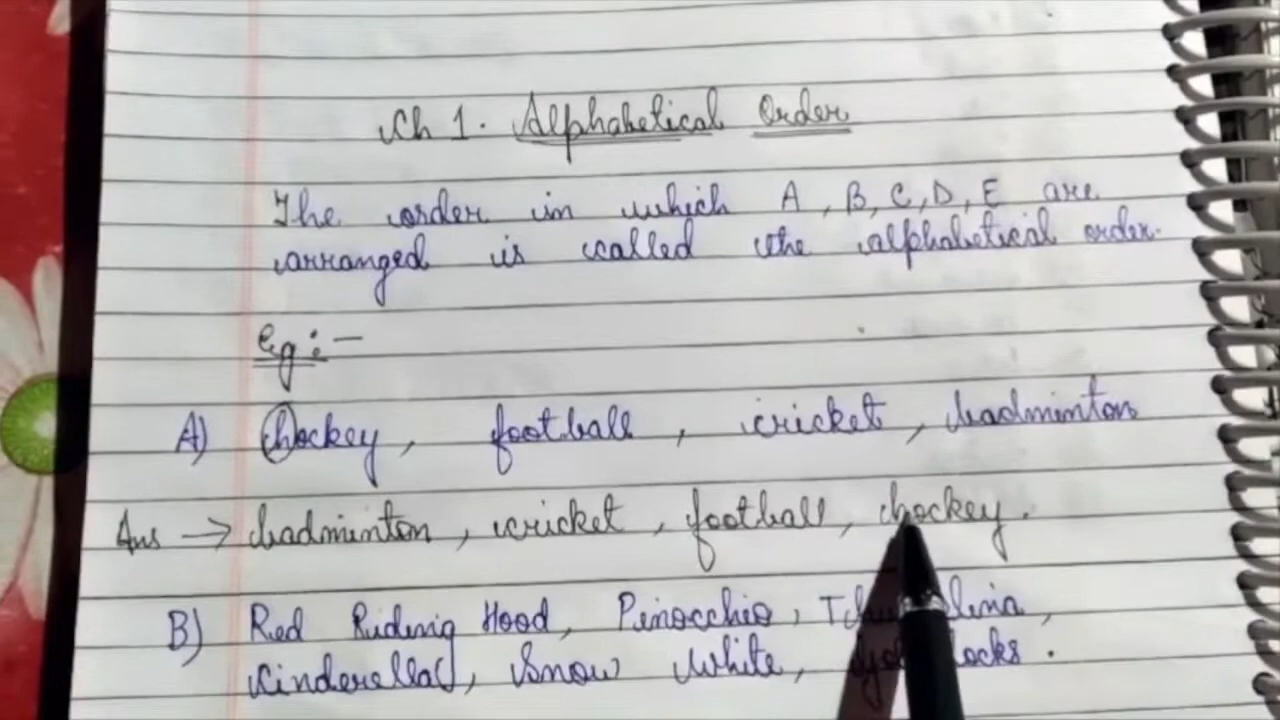 Ch 1. Alphabetical Order
The order in which A, B, C, D, E are
arranged is called the alphabetical order.
eg:-
A) hockey, football, cricket, badminton
Ans → badminton, cricket, football, hockey.
B) Red Riding Hood, Pinocchio,
Cinderella, Snow White,